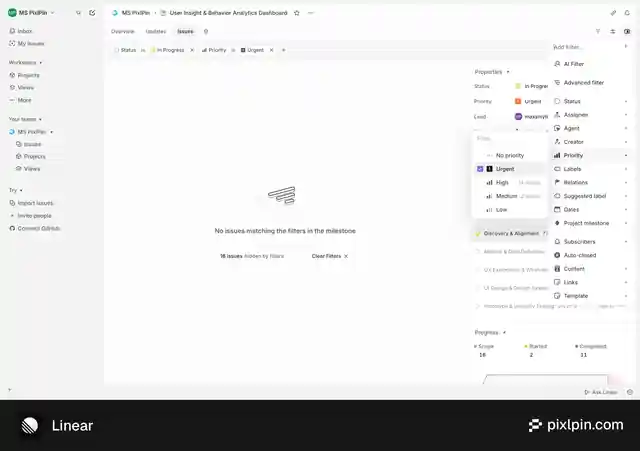 MS PixlPin
Inbox
My Issues
Workspace
Projects
Views
More
Your teams
MS PixlPin
Issues
Projects
Views
Try
Import issues
Invite people
Connect GitHub
MS PixlPin › User Insight & Behavior Analytics Dashboard
Overview Updates Issues
Status is In Progress × Priority is Urgent × +
No issues matching the filters in the milestone
16 issues hidden by filters Clear Filters ×
Properties
Status In Progress
Priority Urgent
Lead
Filter...
No priority
Urgent
High
Medium
Low
Discovery & Alignment
Progress
Scope Started Completed
16 2 11
Add Filter...
AI Filter
Advanced filter
Status
Assignee
Agent
Creator
Priority
Labels
Relations
Suggested label
Dates
Project milestone
Subscribers
Auto-closed
Content
Links
Template
Ask Linear
Linear
pixlpin.com